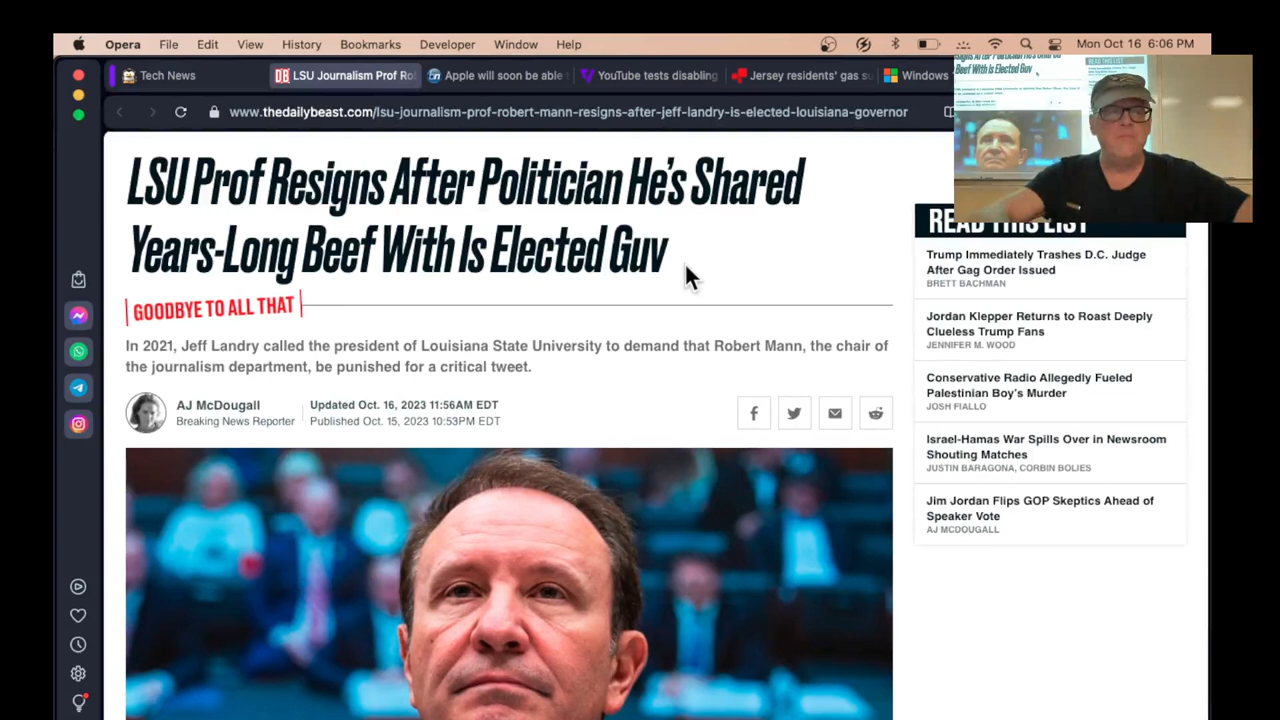 Opera File Edit View History Bookmarks Developer Window Help Mon Oct 16 6:06 PM
Tech News LSU Journalism Prof Apple will soon be able YouTube tests disabling Jersey residents gas Windows
lsu-journalism-prof- resigns-after-jeff-landry-is-elected-louisiana-governor
Beef With Is Elected Guv
READ THIS LIST
LSU Prof Resigns After Politician He's Shared
Years-Long Beef With Is Elected Guv
GOODBYE TO ALL THAT
In 2021, Jeff Landry called the president of Louisiana State University to demand that Robert Mann, the chair of
the journalism department, be punished for a critical tweet.
AJ McDougall
Breaking News Reporter
Updated Oct. 16, 2023 11:56AM EDT
Published Oct. 15, 2023 10:53PM EDT
READ THIS LIST
Trump Immediately Trashes D.C. Judge
After Gag Order Issued
BRETT BACHMAN
Jordan Klepper Returns to Roast Deeply
Clueless Trump Fans
JENNIFER M. WOOD
Conservative Radio Allegedly Fueled
Palestinian Boy's Murder
JOSH FIALLO
Israel-Hamas War Spills Over in Newsroom
Shouting Matches
JUSTIN BARAGONA, CORBIN BOLIES
Jim Jordan Flips GOP Skeptics Ahead of
Speaker Vote
AJ MCDOUGALL